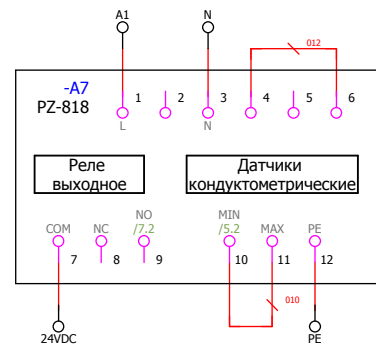 A1 N
012
-A7
PZ-818
1 2 3 4 5 6
L N
Реле
выходное
Датчики
кондуктометрические
COM NC NO
/7.2
MIN
/5.2
MAX PE
7 8 9 10 11 12
010
24VDC PE